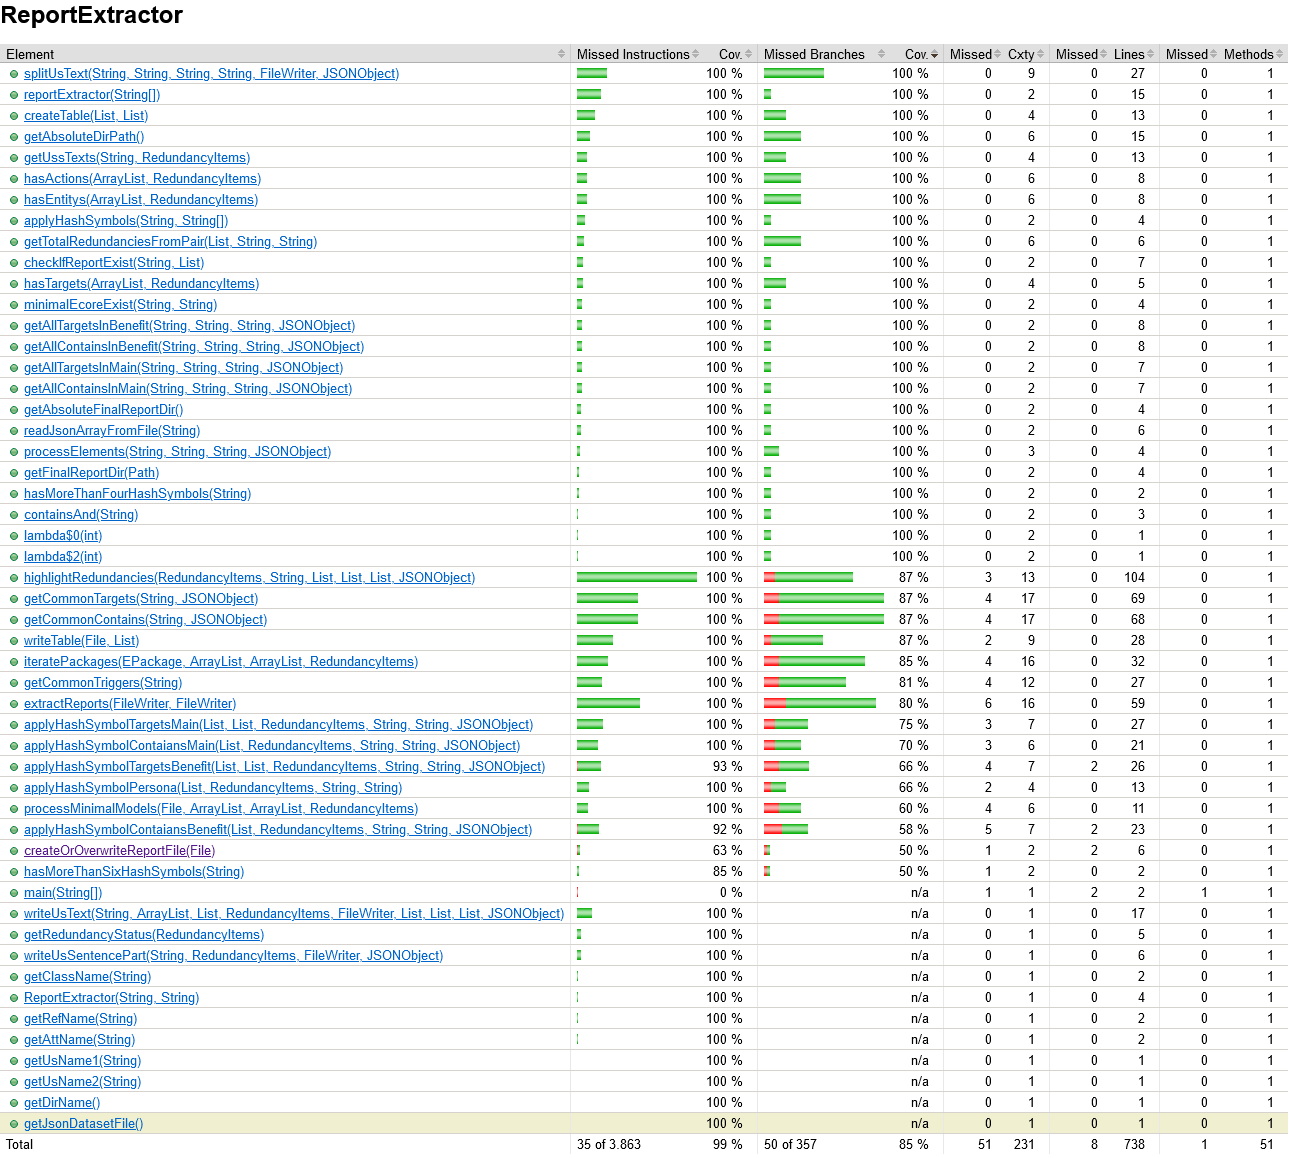 ReportExtractor
Element Missed Instructions Cov. Missed Branches Cov. Missed Cxty Missed Lines Missed Methods
splitUsText(String, String, String, String, FileWriter, JSONObject) 100 % 100 % 0 9 0 27 0 1
reportExtractor(String[]) 100 % 100 % 0 2 0 15 0 1
createTable(List, List) 100 % 100 % 0 4 0 13 0 1
getAbsoluteDirPath() 100 % 100 % 0 6 0 15 0 1
getUssTexts(String, RedundancyItems) 100 % 100 % 0 4 0 13 0 1
hasActions(ArrayList, RedundancyItems) 100 % 100 % 0 6 0 8 0 1
hasEntitys(ArrayList, RedundancyItems) 100 % 100 % 0 6 0 8 0 1
applyHashSymbols(String, String[]) 100 % 100 % 0 2 0 4 0 1
getTotalRedundanciesFromPair(List, String, String) 100 % 100 % 0 6 0 6 0 1
checkIfReportExist(String, List) 100 % 100 % 0 2 0 7 0 1
hasTargets(ArrayList, RedundancyItems) 100 % 100 % 0 4 0 5 0 1
minimalEcoreExist(String, String) 100 % 100 % 0 2 0 4 0 1
getAllTargetsInBenefit(String, String, String, JSONObject) 100 % 100 % 0 2 0 8 0 1
getAllContainsInBenefit(String, String, String, JSONObject) 100 % 100 % 0 2 0 8 0 1
getAllTargetsInMain(String, String, String, JSONObject) 100 % 100 % 0 2 0 7 0 1
getAllContainsInMain(String, String, String, JSONObject) 100 % 100 % 0 2 0 7 0 1
getAbsoluteFinalReportDir() 100 % 100 % 0 2 0 4 0 1
readJsonArrayFromFile(String) 100 % 100 % 0 2 0 6 0 1
processElements(String, String, String, JSONObject) 100 % 100 % 0 3 0 4 0 1
getFinalReportDir(Path) 100 % 100 % 0 2 0 4 0 1
hasMoreThanFourHashSymbols(String) 100 % 100 % 0 2 0 2 0 1
containsAnd(String) 100 % 100 % 0 2 0 3 0 1
lambda$0(int) 100 % 100 % 0 2 0 1 0 1
lambda$2(int) 100 % 100 % 0 2 0 1 0 1
highlightRedundancies(RedundancyItems, String, List, List, List, JSONObject) 100 % 87 % 3 13 0 104 0 1
getCommonTargets(String, JSONObject) 100 % 87 % 4 17 0 69 0 1
getCommonContains(String, JSONObject) 100 % 87 % 4 17 0 68 0 1
writeTable(File, List) 100 % 87 % 2 9 0 28 0 1
iteratePackages(EPackage, ArrayList, ArrayList, RedundancyItems) 100 % 85 % 4 16 0 32 0 1
getCommonTriggers(String) 100 % 81 % 4 12 0 27 0 1
extractReports(FileWriter, FileWriter) 100 % 80 % 6 16 0 59 0 1
applyHashSymbolTargetsMain(List, List, RedundancyItems, String, String, JSONObject) 100 % 75 % 3 7 0 27 0 1
applyHashSymbolContaiansMain(List, RedundancyItems, String, String, JSONObject) 100 % 70 % 3 6 0 21 0 1
applyHashSymbolTargetsBenefit(List, List, RedundancyItems, String, String, JSONObject) 93 % 66 % 4 7 2 26 0 1
applyHashSymbolPersona(List, RedundancyItems, String, String) 100 % 66 % 2 4 0 13 0 1
processMinimalModels(File, ArrayList, ArrayList, RedundancyItems) 100 % 60 % 4 6 0 11 0 1
applyHashSymbolContaiansBenefit(List, RedundancyItems, String, String, JSONObject) 92 % 58 % 5 7 2 23 0 1
createOrOverwriteReportFile(File) 63 % 50 % 1 2 2 6 0 1
hasMoreThanSixHashSymbols(String) 85 % 50 % 1 2 0 2 0 1
main(String[]) 0 % n/a 1 1 2 2 1 1
writeUsText(String, ArrayList, List, RedundancyItems, FileWriter, List, List, List, JSONObject) 100 % n/a 0 1 0 17 0 1
getRedundancyStatus(RedundancyItems) 100 % n/a 0 1 0 5 0 1
writeUsSentencePart(String, RedundancyItems, FileWriter, JSONObject) 100 % n/a 0 1 0 6 0 1
getClassName(String) 100 % n/a 0 1 0 2 0 1
ReportExtractor(String, String) 100 % n/a 0 1 0 4 0 1
getRefName(String) 100 % n/a 0 1 0 2 0 1
getAttName(String) 100 % n/a 0 1 0 2 0 1
getUsName1(String) 100 % n/a 0 1 0 1 0 1
getUsName2(String) 100 % n/a 0 1 0 1 0 1
getDirName() 100 % n/a 0 1 0 1 0 1
getJsonDatasetFile() 100 % n/a 0 1 0 1 0 1
Total 35 of 3.863 99 % 50 of 357 85 % 51 231 8 738 1 51